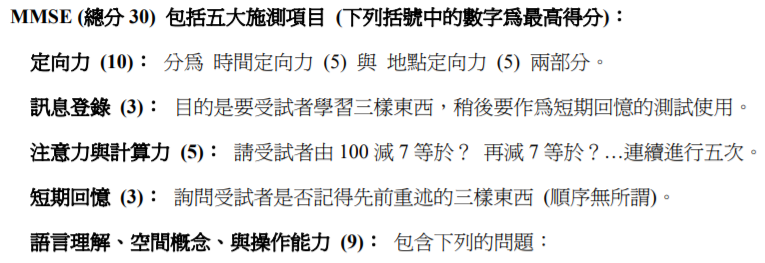 MMSE (總分 30) 包括五大施測項目 (下列括號中的數字為最高得分)：
定向力 (10)： 分為 時間定向力 (5) 與 地點定向力 (5) 兩部分。
訊息登錄 (3)： 目的是要受試者學習三樣東西，稍後要作為短期回憶的測試使用。
注意力與計算力 (5)： 請受試者由 100 減 7 等於？ 再減 7 等於？…連續進行五次。
短期回憶 (3)： 詢問受試者是否記得先前重述的三樣東西 (順序無所謂)。
語言理解、空間概念、與操作能力 (9)： 包含下列的問題：